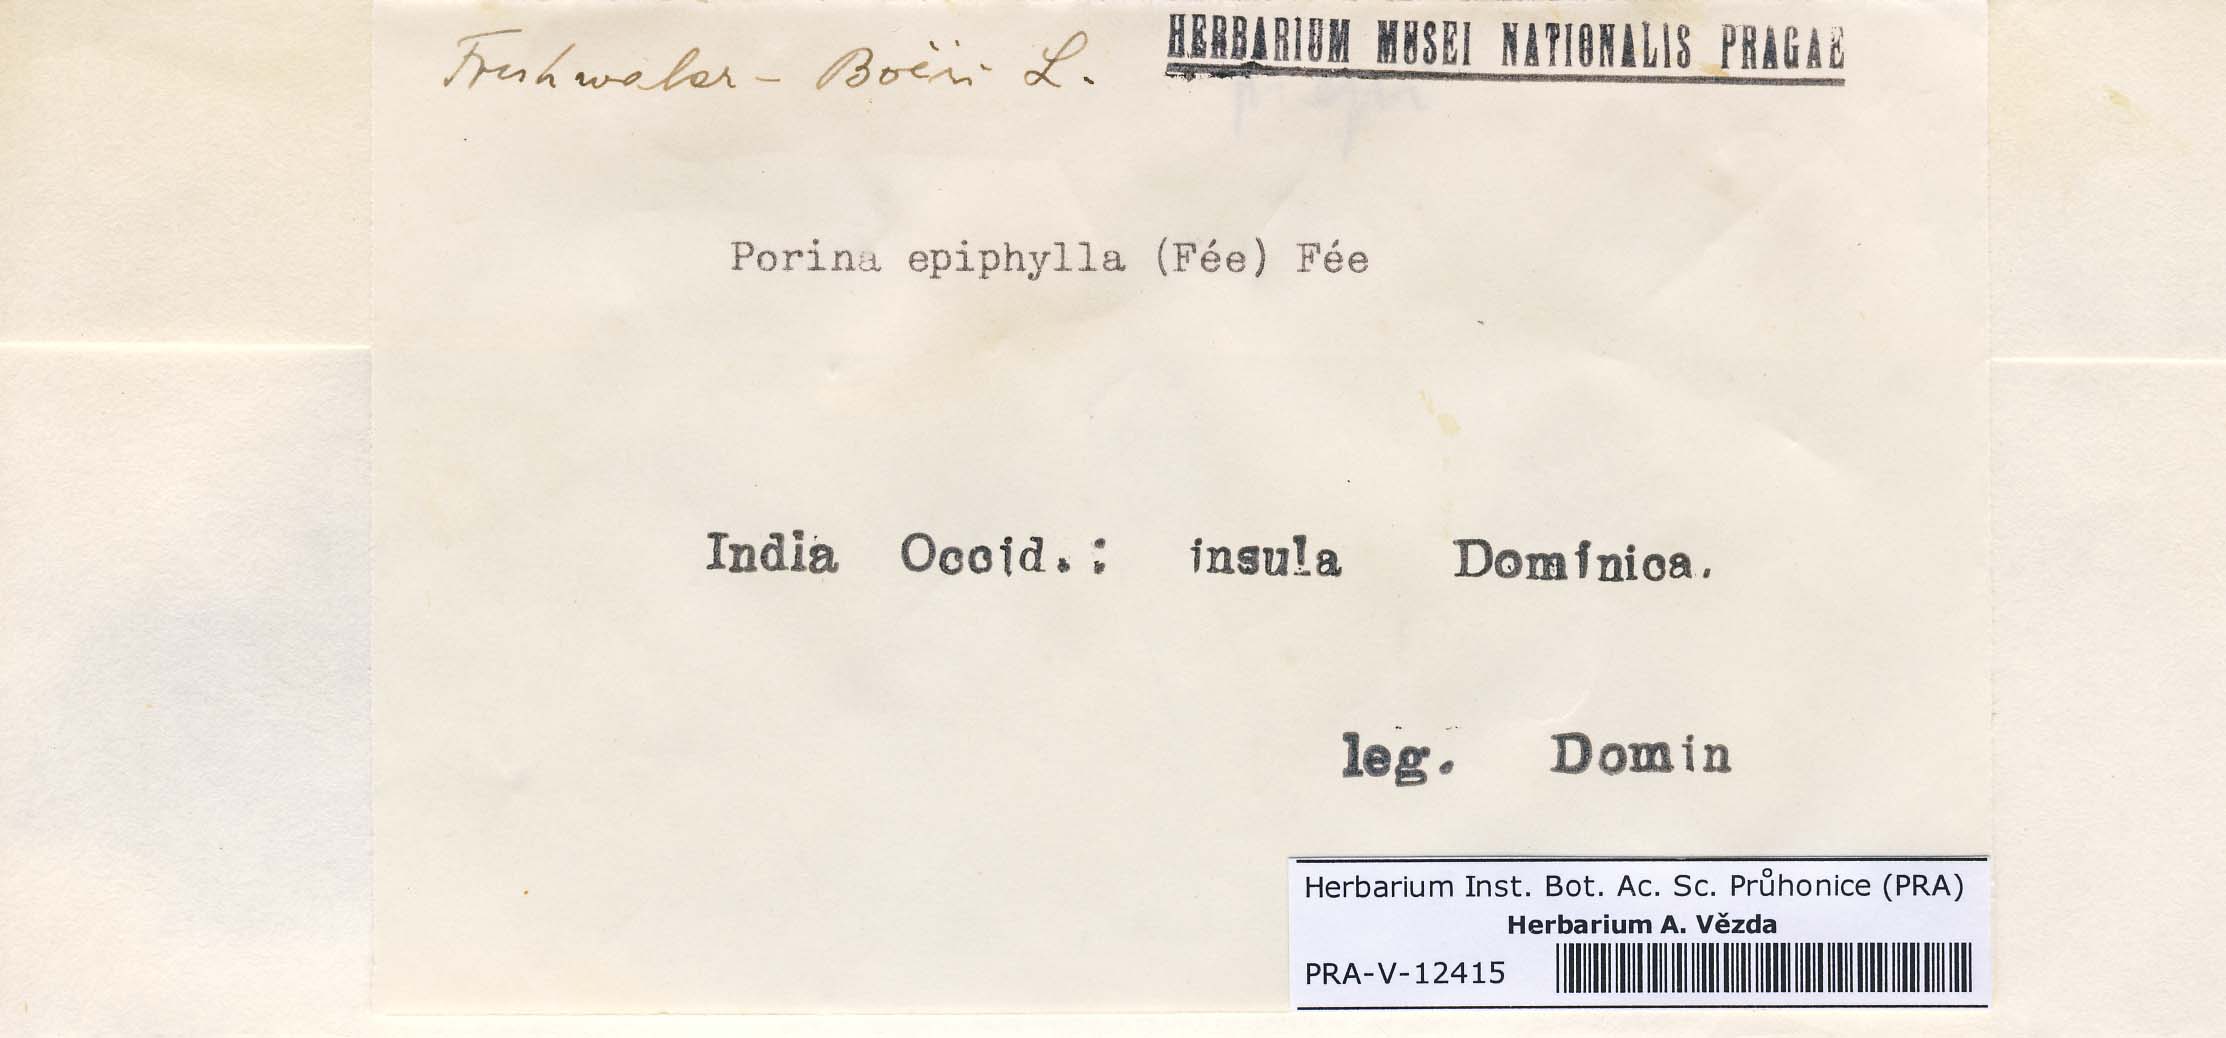 Freshwater - Boëri L.
HERBARIUM MUSEI NATIONALIS PRAGAE
Porina epiphylla (Fée) Fée
India Occid.: insula Dominica.
leg. Domin
Herbarium Inst. Bot. Ac. Sc. Průhonice (PRA)
Herbarium A. Vězda
PRA-V-12415